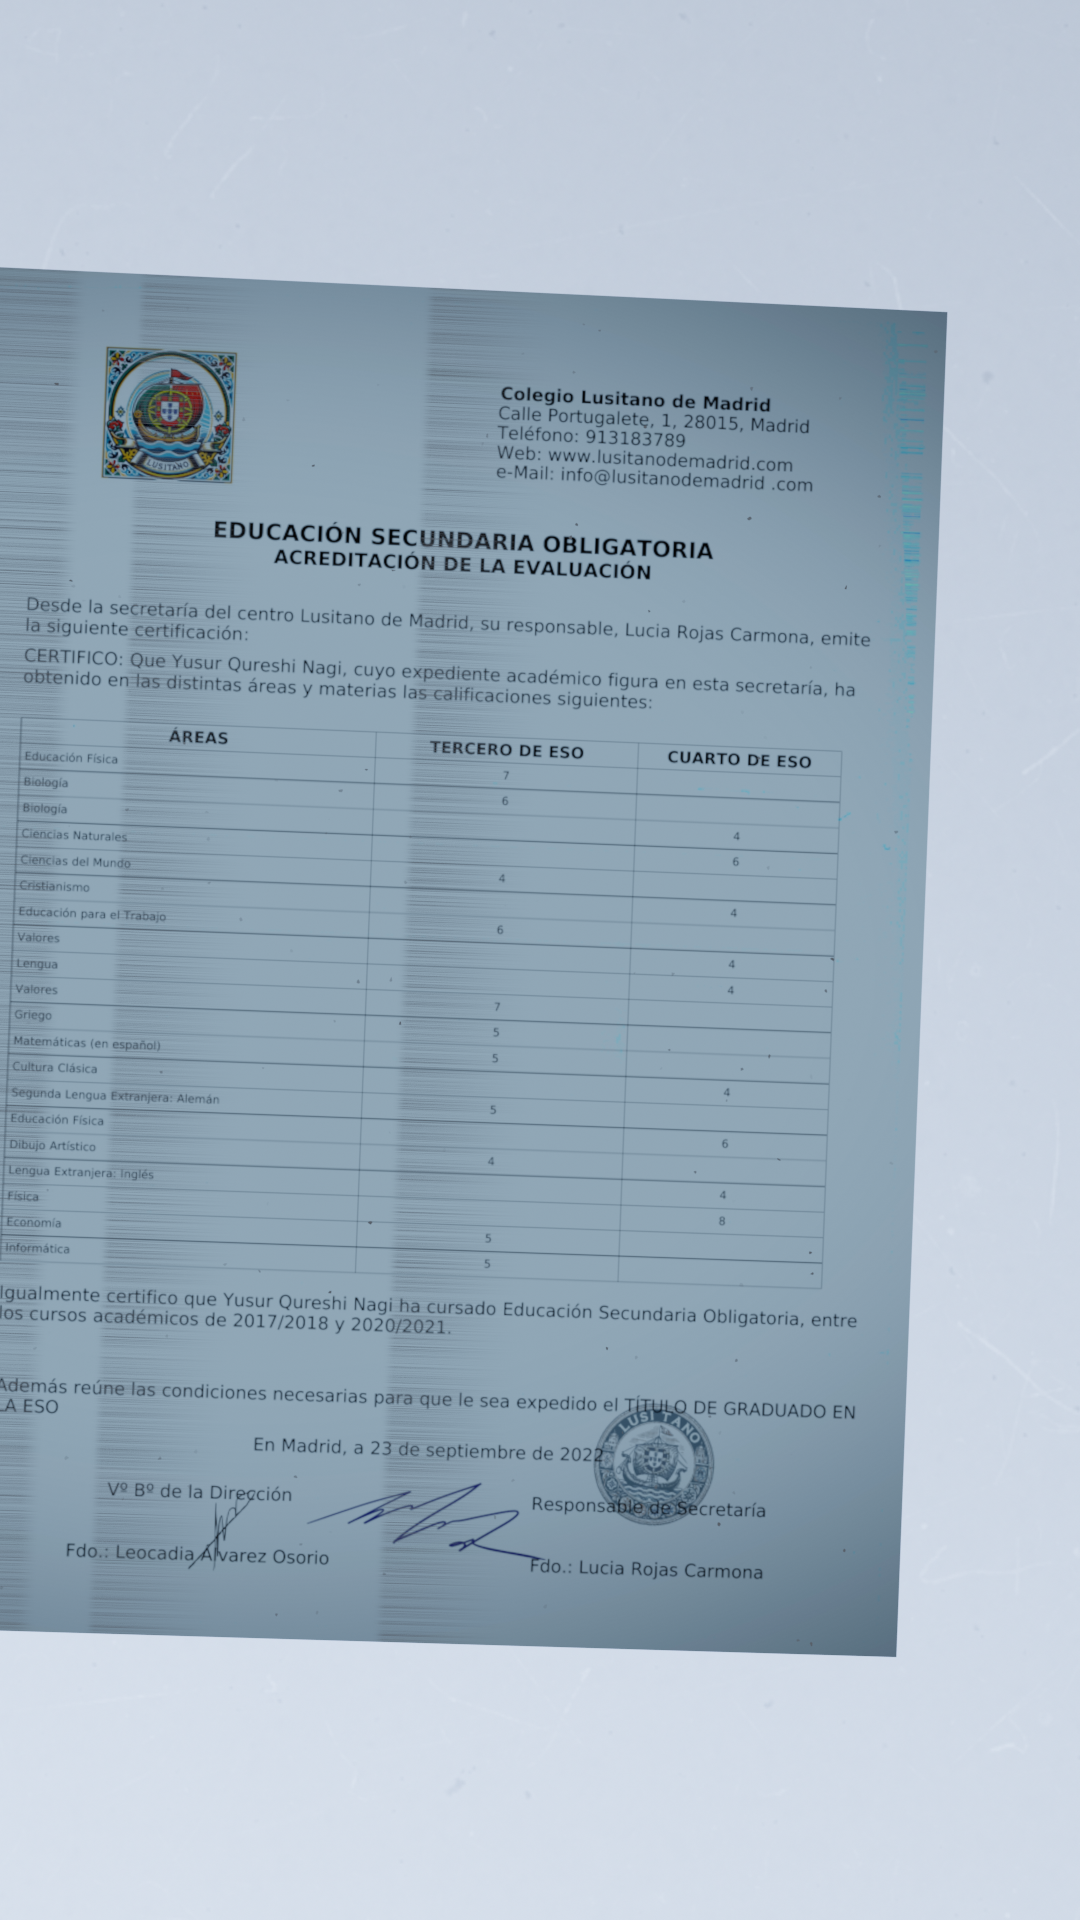 LUSITANO
Colegio Lusitano de Madrid
Calle Portugalete, 1, 28015, Madrid
Teléfono: 913183789
Web: www.lusitanodemadrid.com
e-Mail: info@lusitanodemadrid .com
EDUCACIÓN SECUNDARIA OBLIGATORIA
ACREDITACIÓN DE LA EVALUACIÓN
Desde la secretaría del centro Lusitano de Madrid, su responsable, Lucia Rojas Carmona, emite
la siguiente certificación:
CERTIFICO: Que Yusur Qureshi Nagi, cuyo expediente académico figura en esta secretaría, ha
obtenido en las distintas áreas y materias las calificaciones siguientes:
ÁREAS TERCERO DE ESO CUARTO DE ESO
Educación Física 7
Biología 6
Biología 4
Ciencias Naturales 6
Ciencias del Mundo 4
Cristianismo 4
Educación para el Trabajo 6
Valores 4
Lengua 4
Valores 7
Griego 5
Matemáticas (en español) 5
Cultura Clásica 4
Segunda Lengua Extranjera: Alemán 5
Educación Física 6
Dibujo Artístico 4
Lengua Extranjera: Inglés 4
Física 8
Economía 5
Informática 5
Igualmente certifico que Yusur Qureshi Nagi ha cursado Educación Secundaria Obligatoria, entre
los cursos académicos de 2017/2018 y 2020/2021.
Además reúne las condiciones necesarias para que le sea expedido el TÍTULO DE GRADUADO EN
LA ESO
En Madrid, a 23 de septiembre de 2022
LUSI TANO
Vº Bº de la Dirección
Responsable de Secretaría
Fdo.: Leocadia Álvarez Osorio
Fdo.: Lucia Rojas Carmona